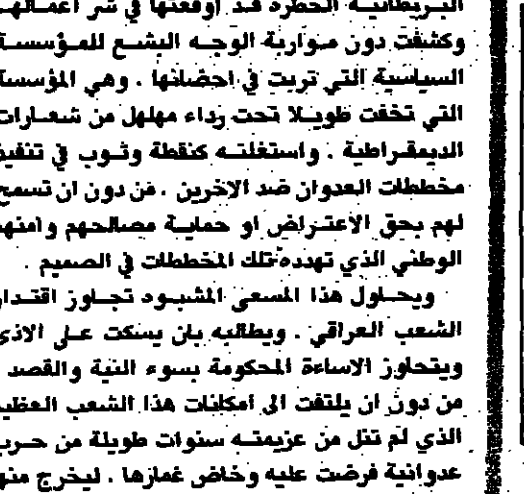 البريطانية الخطرة قد اوقعتها في شر اعمالها
وكشفت دون مواربة الوجه البشع للمؤسسة
السياسية التي تربت في احضانها . وهي المؤسسة
التي تخفت طويلا تحت رداء مهلهل من شعارات
الديمقراطية . واستغلته كنقطة وثوب في تنفيذ
مخططات العدوان ضد الاخرين . من دون ان تسمح
لهم بحق الاعتراض او حماية مصالحهم وامنهم
الوطني الذي تهدده تلك المخططات في الصميم .
ويحاول هذا المسعى المشبود تجاوز اقتدار
الشعب العراقي . ويطالبه بان يسكت على الاذى
ويتجاوز الاساءة المحكومة بسوء النية والقصد
من دون ان يلتفت الى امكانات هذا الشعب العظيم
الذي لم تنل من عزيمته سنوات طويلة من حرب
عدوانية فرضت عليه وخاض غمارها . ليخرج منها